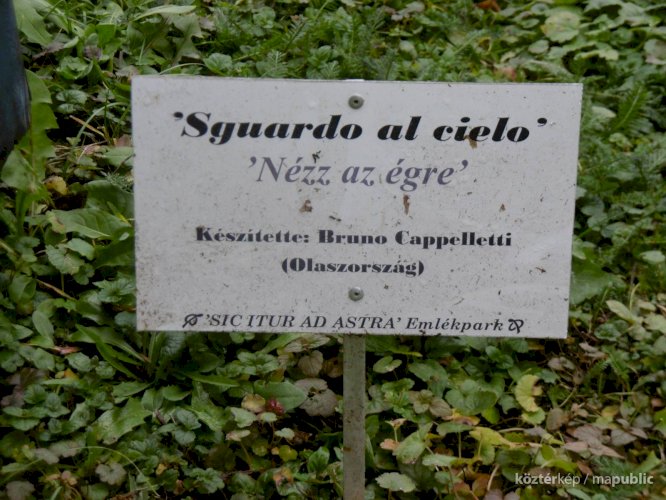 'Sguardo al cielo'
'Nézz az égre'
Készítette: Bruno Cappelletti
(Olaszország)
'SIC ITUR AD ASTRA' Emlékpark
köztérkép / mapublic